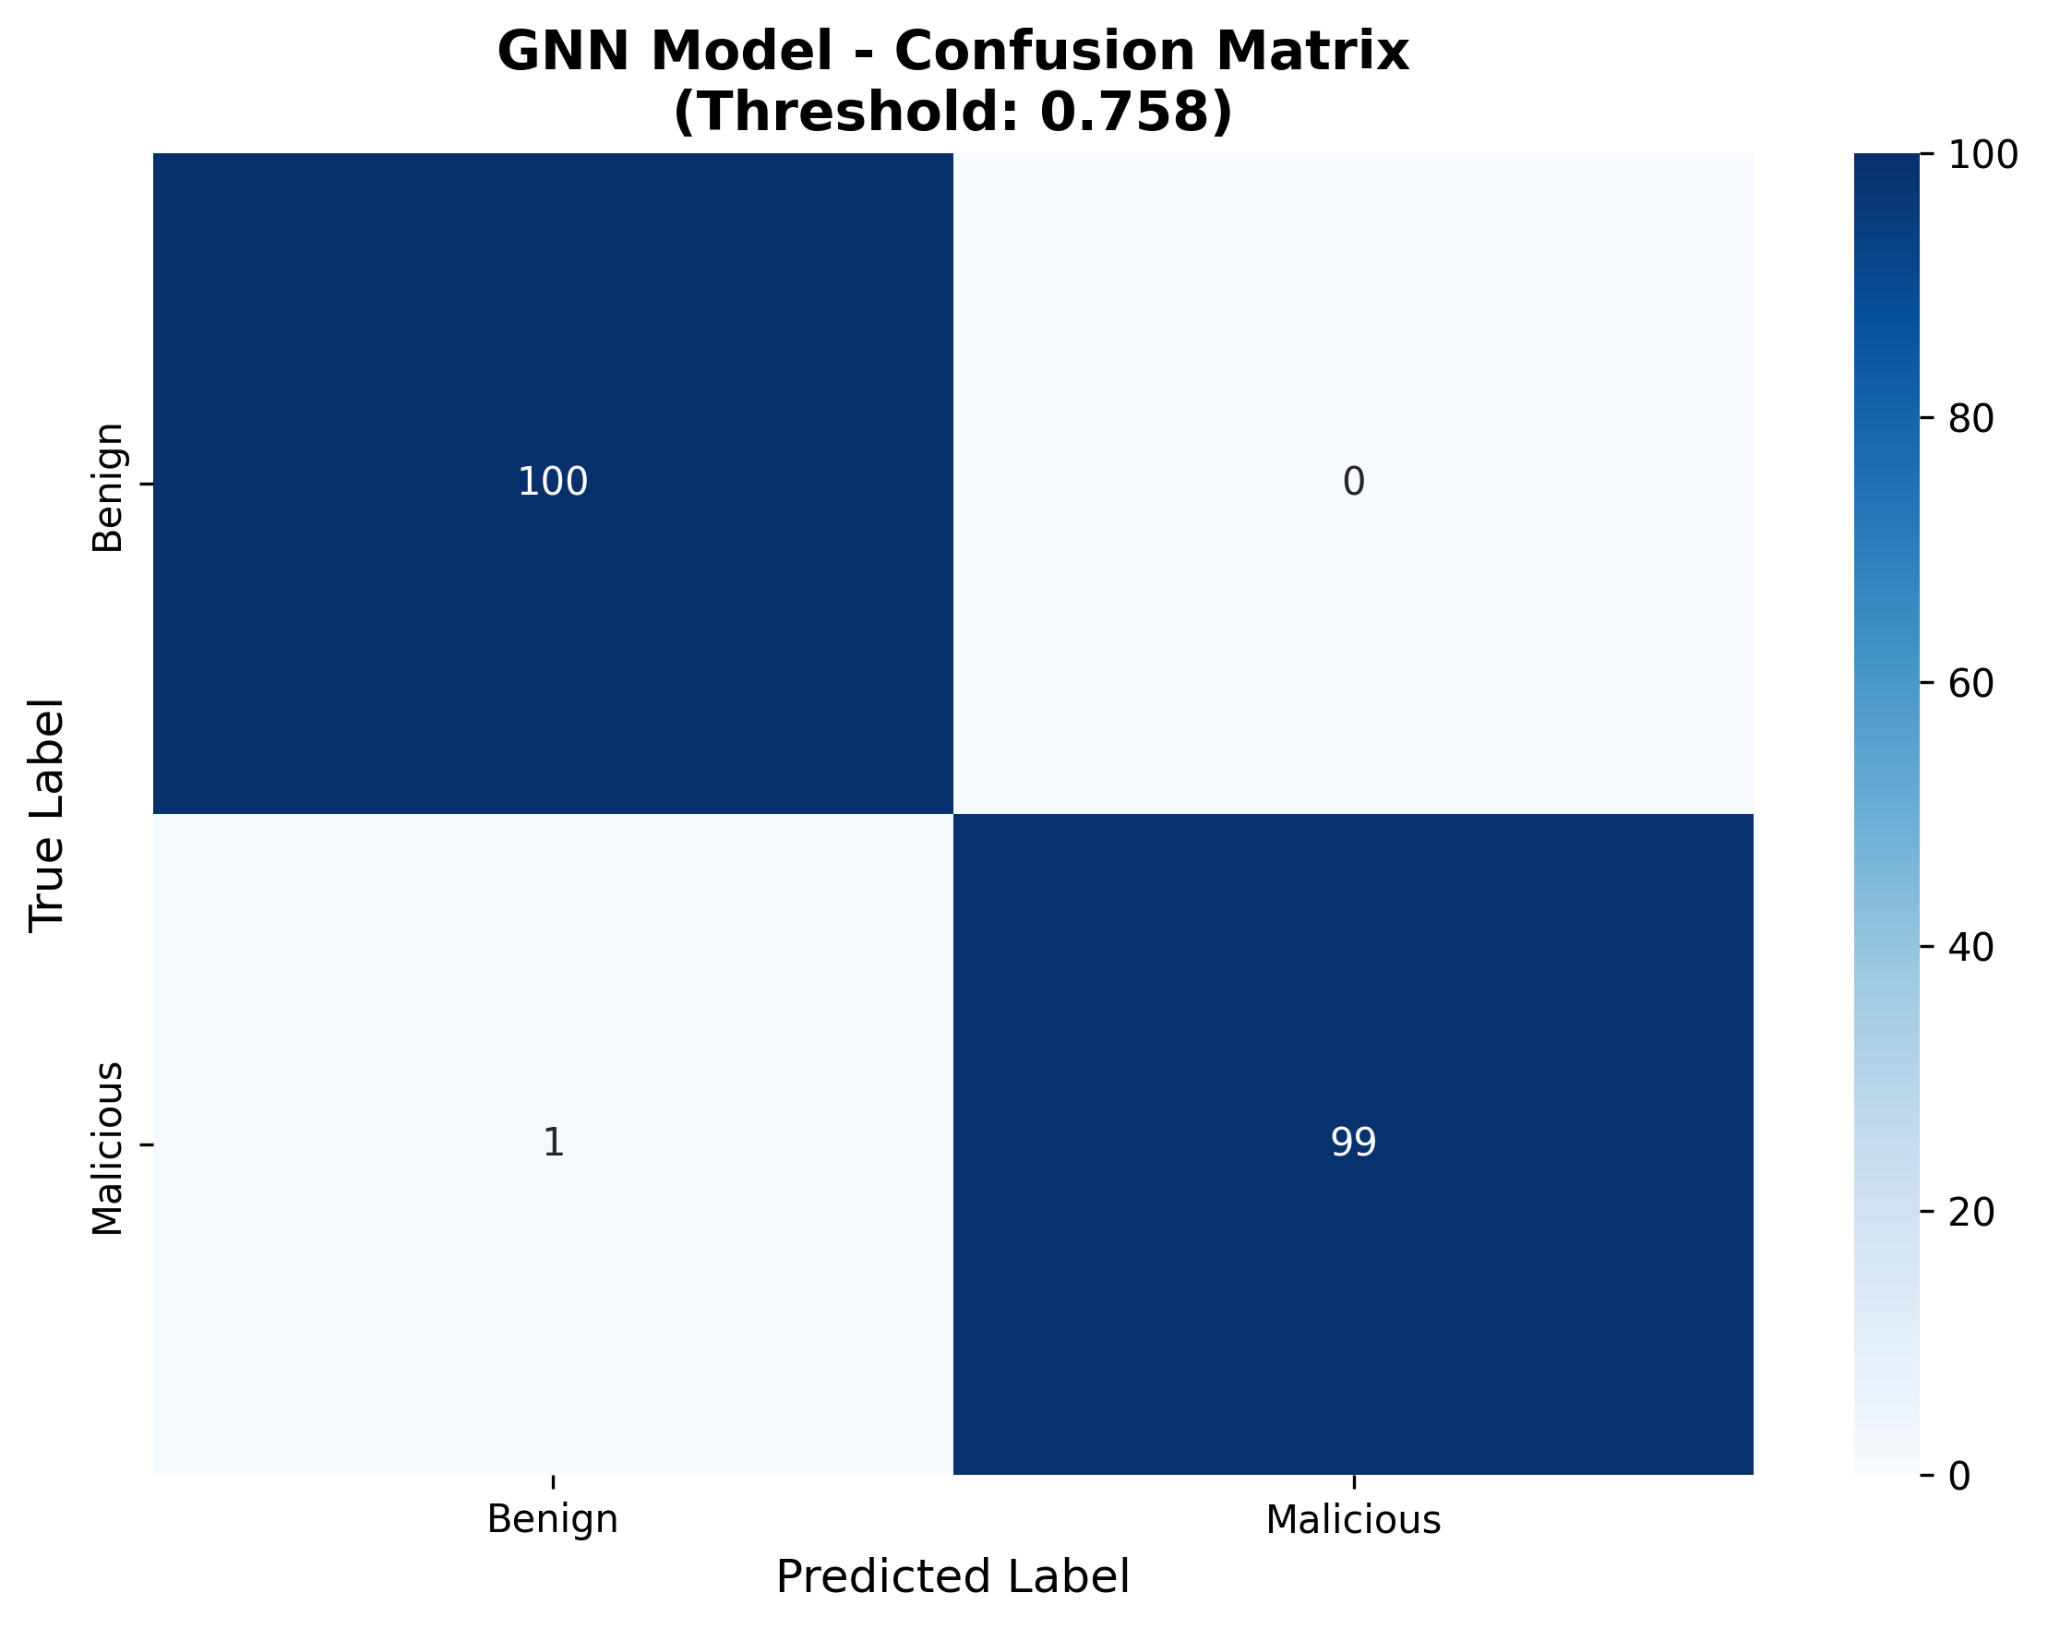 GNN Model - Confusion Matrix
(Threshold: 0.758)
True Label
Benign
Malicious
100
0
1
99
Benign
Malicious
Predicted Label
100
80
60
40
20
0